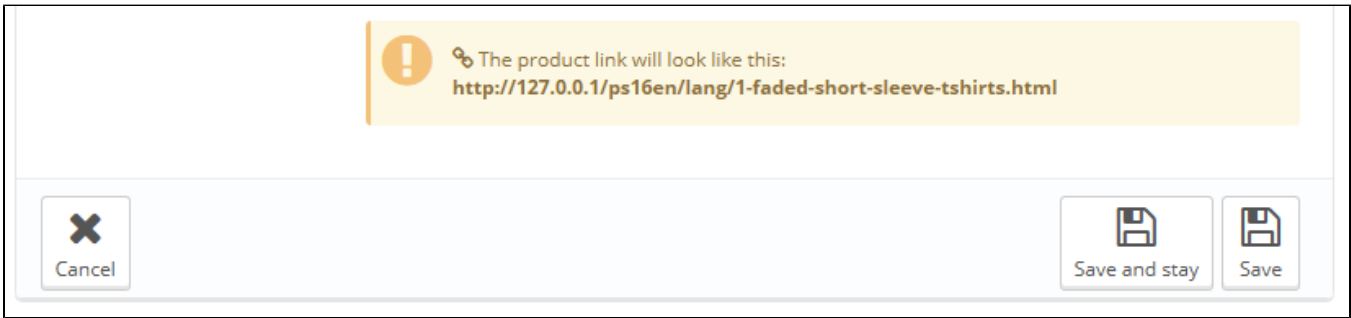 The product link will look like this:
http://127.0.0.1/ps16en/lang/1-faded-short-sleeve-tshirts.html
Cancel
Save and stay
Save